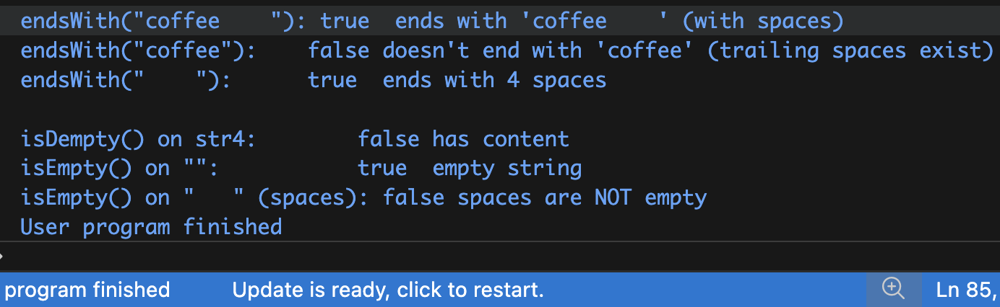 endsWith("coffee    "): true  ends with 'coffee    ' (with spaces)
endsWith("coffee"):    false doesn't end with 'coffee' (trailing spaces exist)
endsWith("    "):      true  ends with 4 spaces
isDempty() on str4:        false has content
isEmpty() on "":           true  empty string
isEmpty() on "   " (spaces): false spaces are NOT empty
User program finished
program finished     Update is ready, click to restart.     Ln 85,